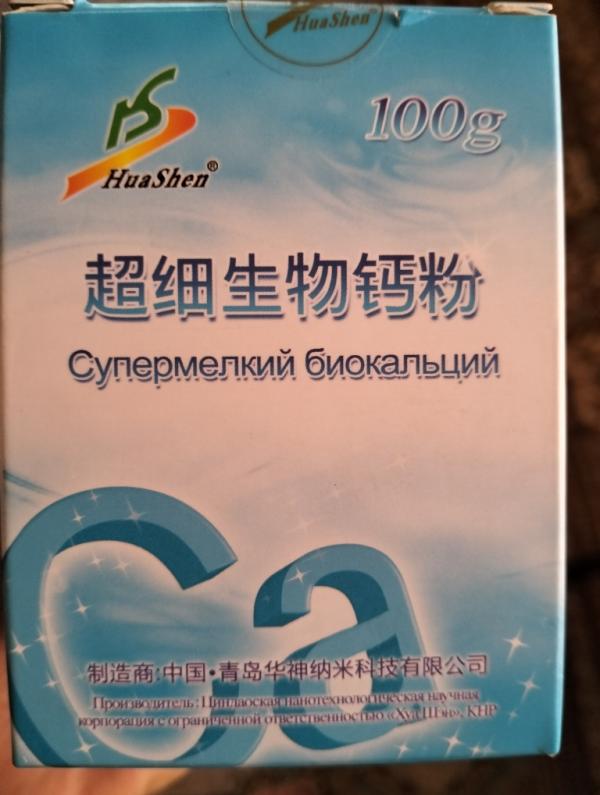 HuaShen
HuaShen®
100g
超细生物钙粉
Супермелкий биокальций
Ca
制造商:中国·青岛华神纳米科技有限公司
Производитель: Циндаоская нанотехнологическая научная
корпорация с ограниченной ответственностью «Хуа Шэн», КНР